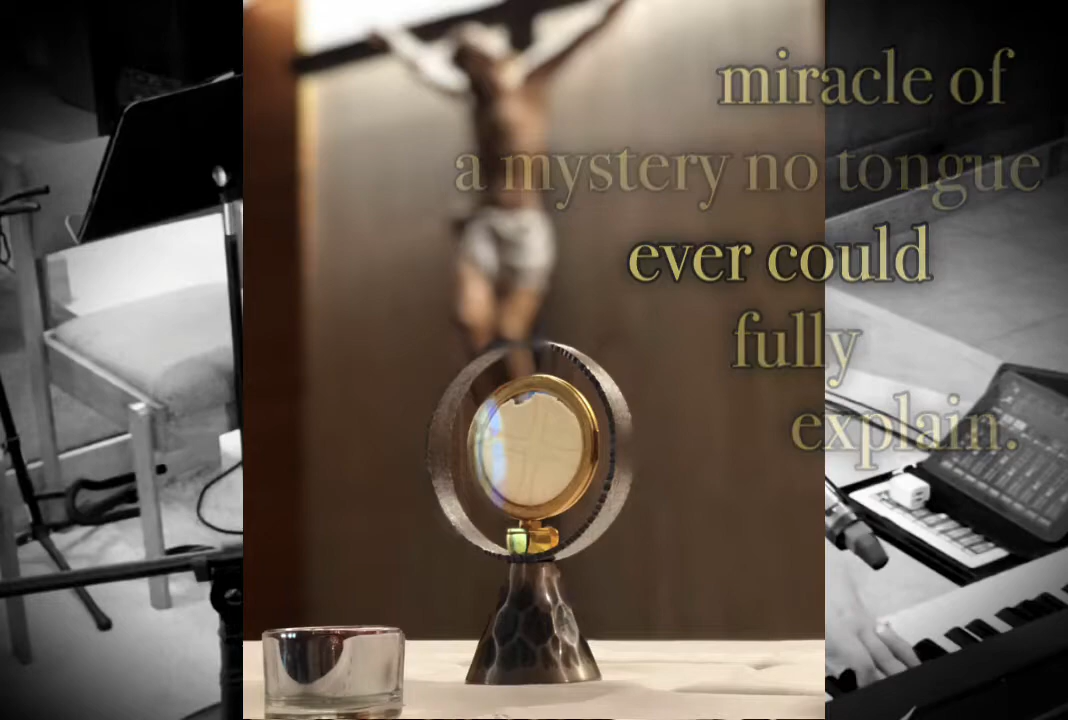 miracle of
a mystery no tongue
ever could
fully
explain.